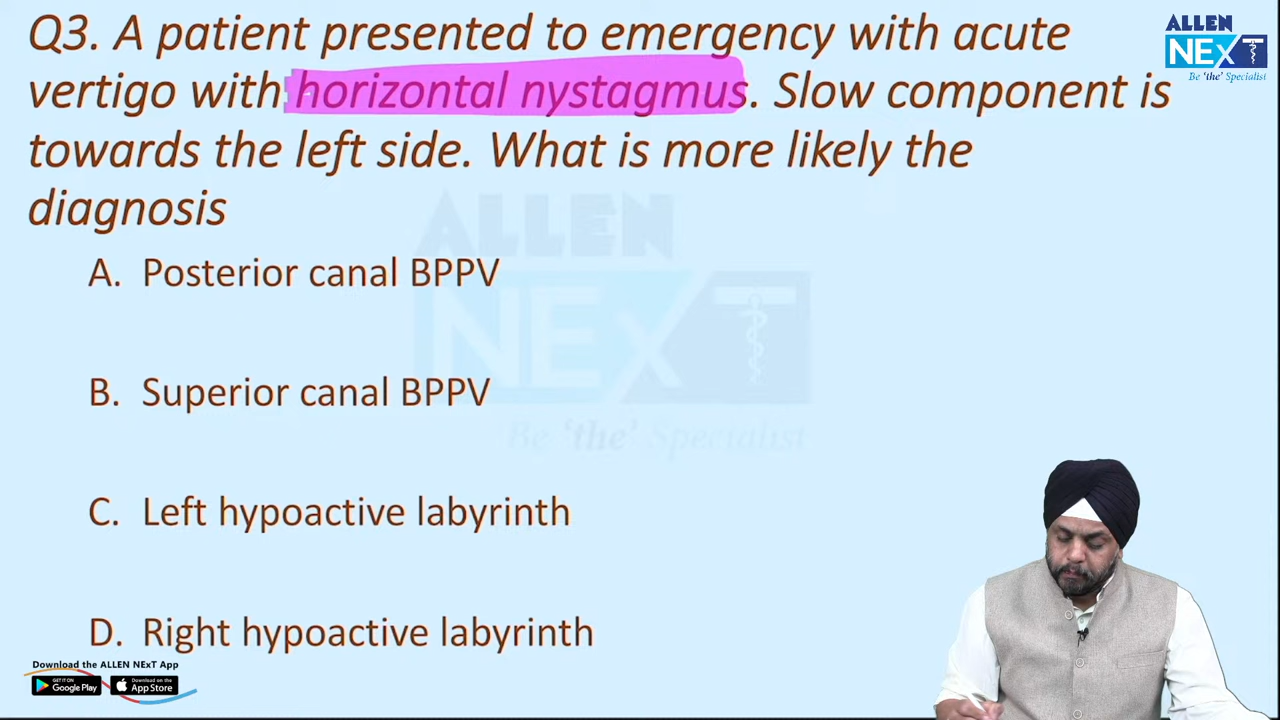 Q3. A patient presented to emergency with acute
vertigo with horizontal nystagmus. Slow component is
towards the left side. What is more likely the
diagnosis
A. Posterior canal BPPV
B. Superior canal BPPV
C. Left hypoactive labyrinth
D. Right hypoactive labyrinth
ALLEN
NEXT
Be 'the' Specialist
ALLEN
NEXT
Be 'the' Specialist
Download the ALLEN NExT App
GET IT ON
Google Play
Download on the
App Store